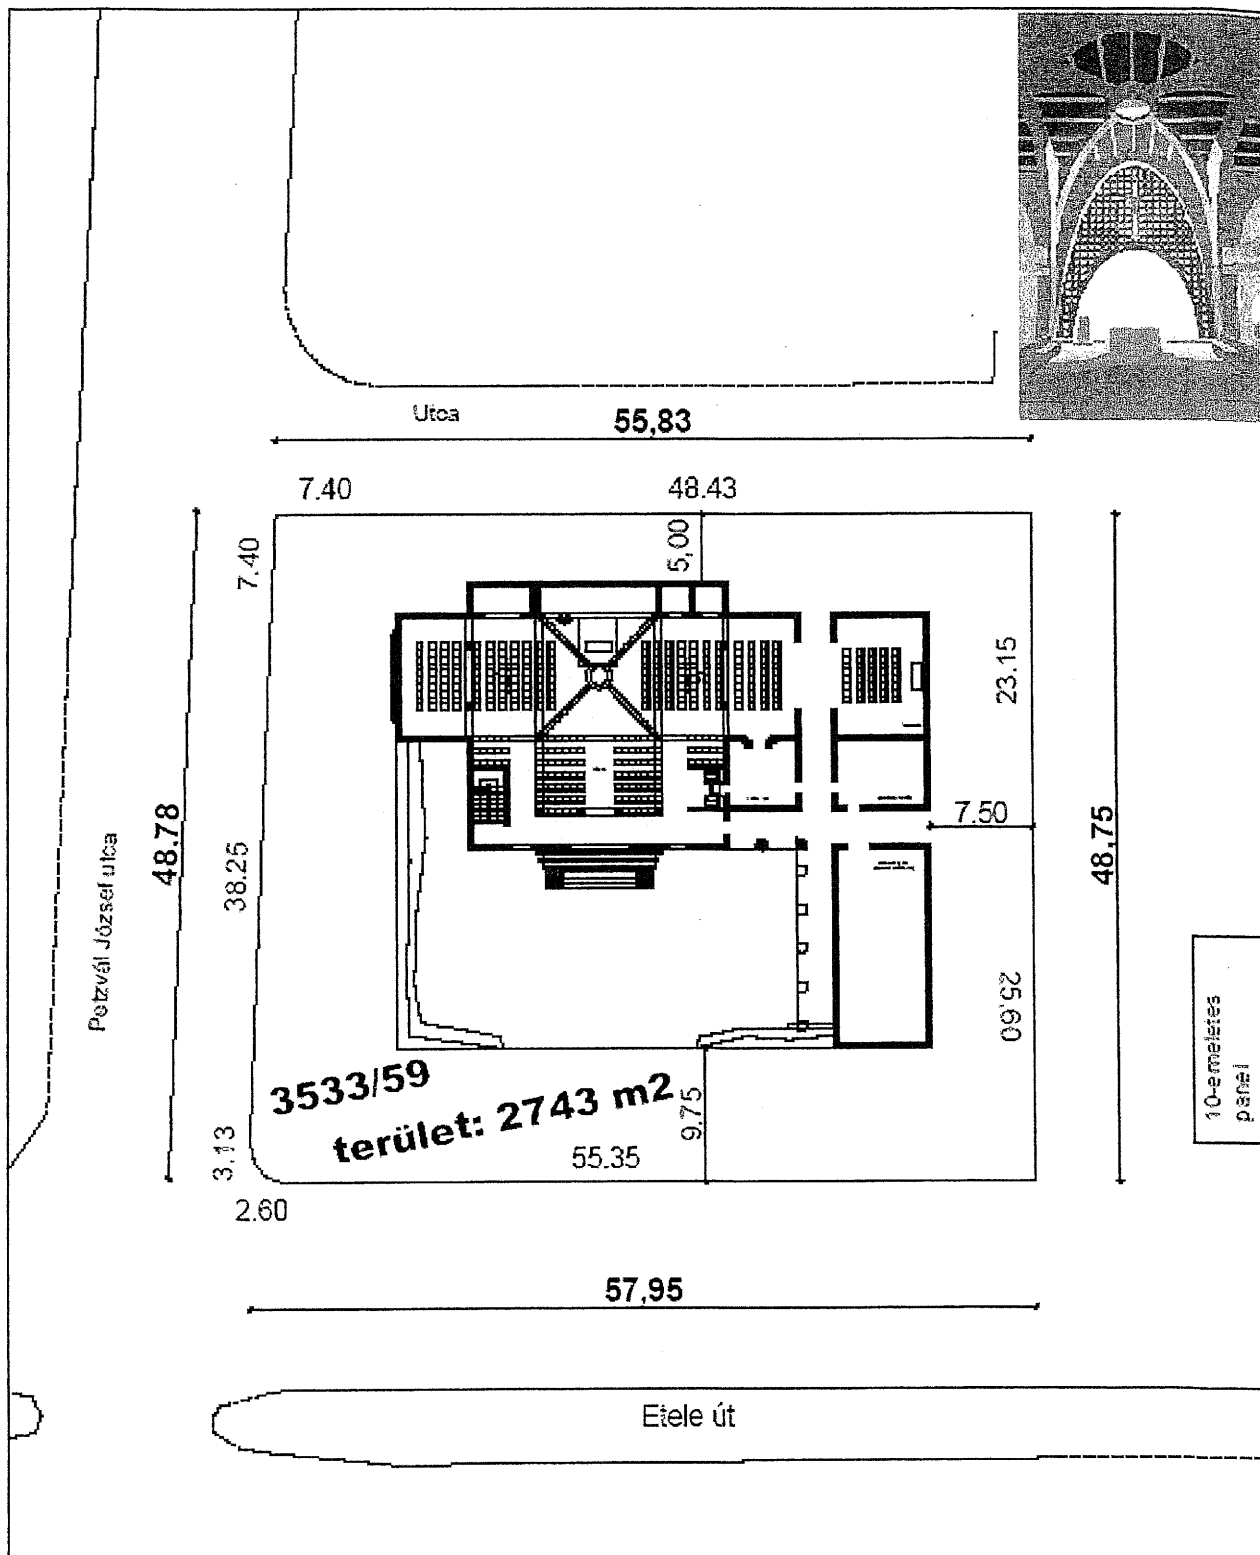 Utca
55,83
7.40
48.43
7.40
5,00
23.15
48.78
Petzvál József utca
38.25
7.50
48,75
25.60
10-emeletes
panel
3533/59
terület: 2743 m2
9.75
3.13
55.35
2.60
57,95
Etele út